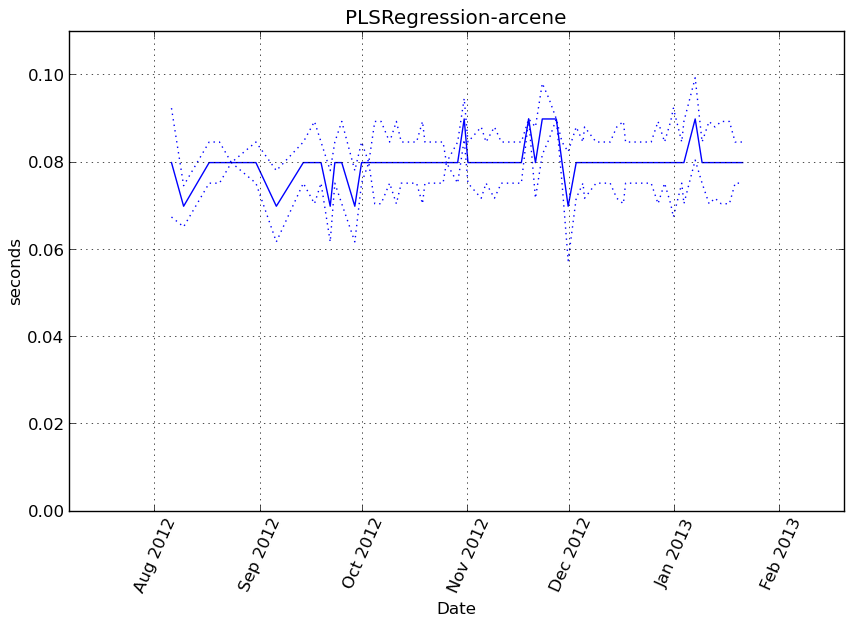 PLSRegression-arcene
0.10
0.08
0.06
0.04
0.02
0.00
seconds
Aug 2012
Sep 2012
Oct 2012
Nov 2012
Dec 2012
Jan 2013
Feb 2013
Date